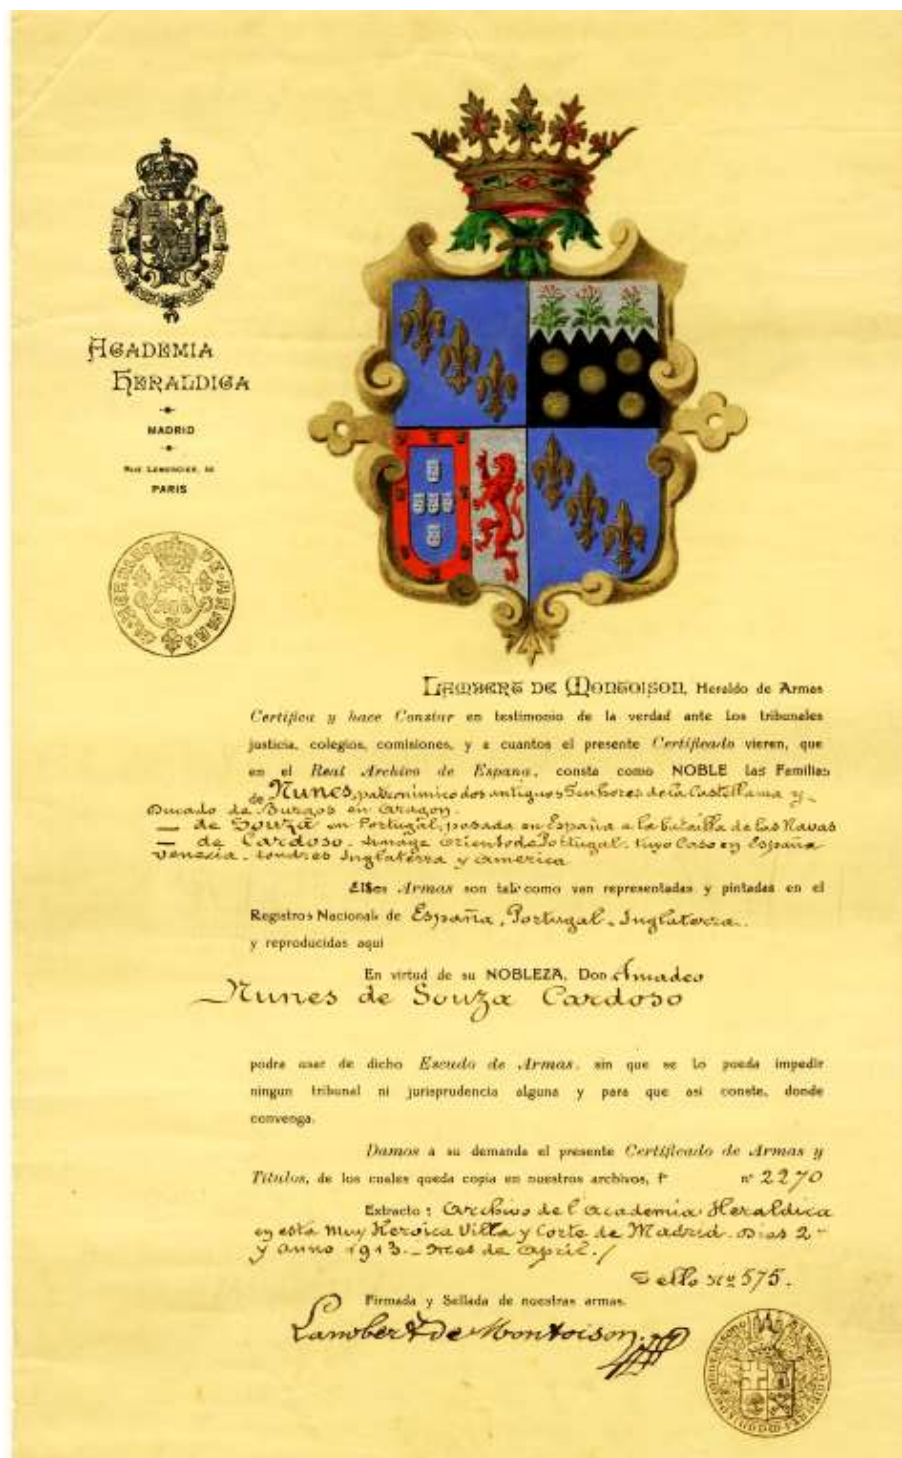 ACADEMIA
HERALDICA
MADRID
PARIS
LAMBERT DE MONTOISON, Heraldo de Armas
Certifica y hace Constar en testimonio de la verdad ante los tribunales
justicia, colegios, comisiones, y a cuantos el presente Certificado vieren, que
en el Real Archivo de España, consta como NOBLE las Familias
de Nunes, patronimico dos antiguos Senhores de la Castellania y
Ducado de Burgos en Aragon.
— de Souza en Portugal, pasada en España a la batailla de las Navas
— de Cardoso. Linage de Portugal. tuyo Caso en España
Venecia. Londres Inglaterra y America
Armas son tal como van representadas y pintadas en el
Registros Nacional de España, Portugal. Inglaterra.
y reproducidas aqui
En virtud de su NOBLEZA, Don Amadeo
Nunes de Souza Cardoso
podra usar de dicho Escudo de Armas, sin que se lo pueda impedir
ningun tribunal ni jurisprudencia alguna y para que asi conste, donde
convenga.
Damos a su demanda el presente Certificado de Armas y
Titulos, de los cuales queda copia en nuestros archivos, fº nº 2270
Extracto : Archivo de l'academia Heraldica
en esta Muy Heroica Villa y Corte de Madrid. Dias 2
y anno 1913. Mes de April./
Sello Nº 575.
Firmada y Sellada de nuestras armas.
Lambert de Montoison